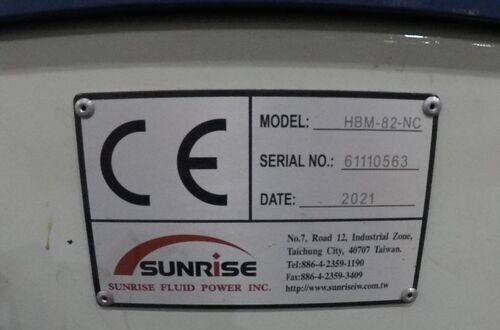 CE
MODEL: HBM-82-NC
SERIAL NO.: 61110563
DATE: 2021
SUNRISE
SUNRISE FLUID POWER INC.
No.7, Road 12, Industrial Zone,
Taichung City, 40707 Taiwan.
Tel:886-4-2359-1190
Fax:886-4-2359-3409
http://www.sunriseiw.com.tw